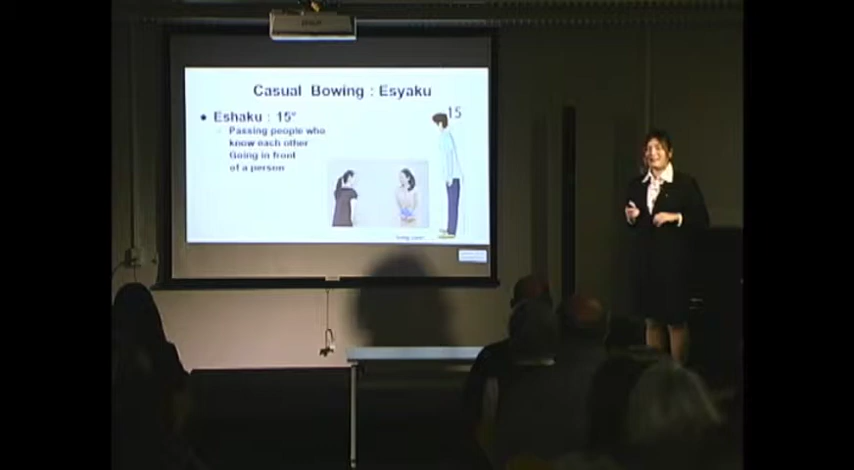 Casual Bowing : Esyaku
• Eshaku : 15°
Passing people who
know each other
Going in front
of a person
15